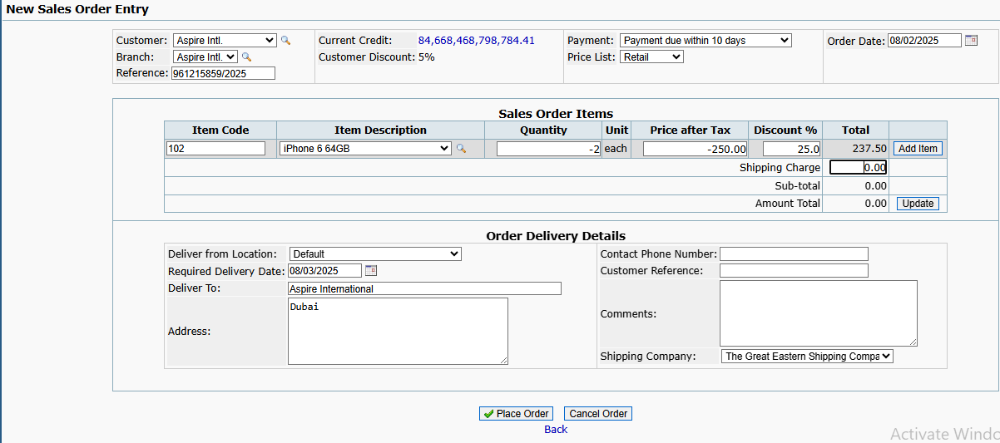 New Sales Order Entry
Customer: Aspire Intl. Current Credit: 84,668,468,798,784.41 Payment: Payment due within 10 days Order Date: 08/02/2025
Branch: Aspire Intl. Customer Discount: 5% Price List: Retail
Reference: 961215859/2025
Sales Order Items
Item Code Item Description Quantity Unit Price after Tax Discount % Total
102 iPhone 6 64GB -2 each -250.00 25.0 237.50 Add Item
Shipping Charge 0.00
Sub-total 0.00
Amount Total 0.00 Update
Order Delivery Details
Deliver from Location: Default Contact Phone Number:
Required Delivery Date: 08/03/2025 Customer Reference:
Deliver To: Aspire International
Address: Dubai Comments:
Shipping Company: The Great Eastern Shipping Compa
Place Order Cancel Order
Back
Activate Windo